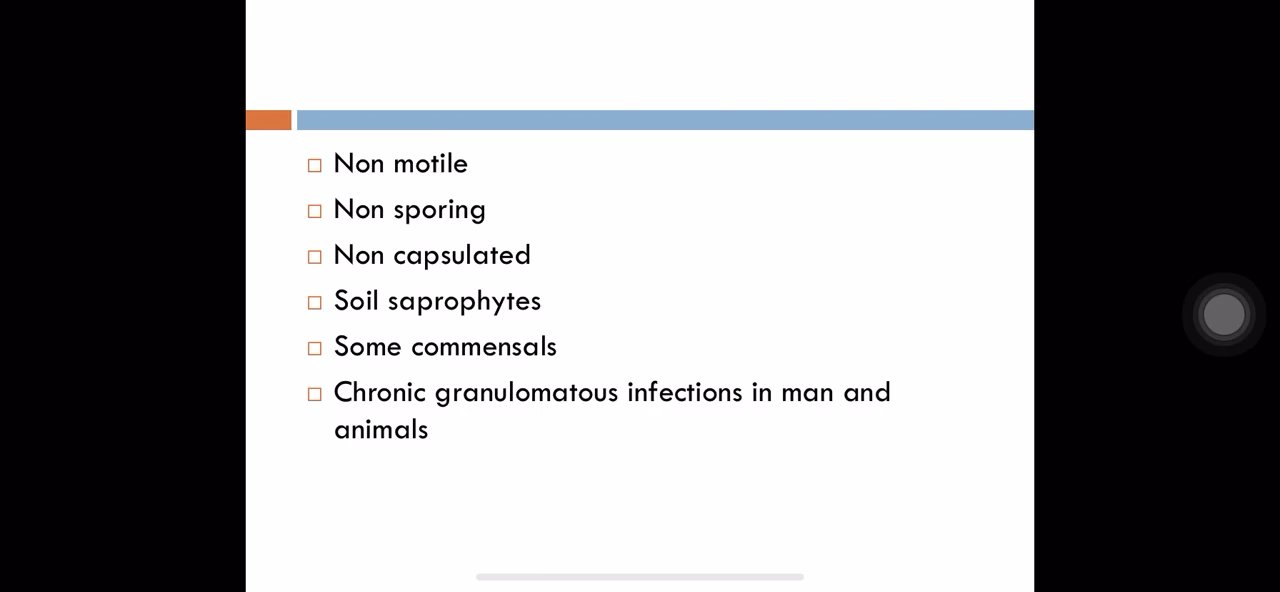 Non motile
Non sporing
Non capsulated
Soil saprophytes
Some commensals
Chronic granulomatous infections in man and
animals